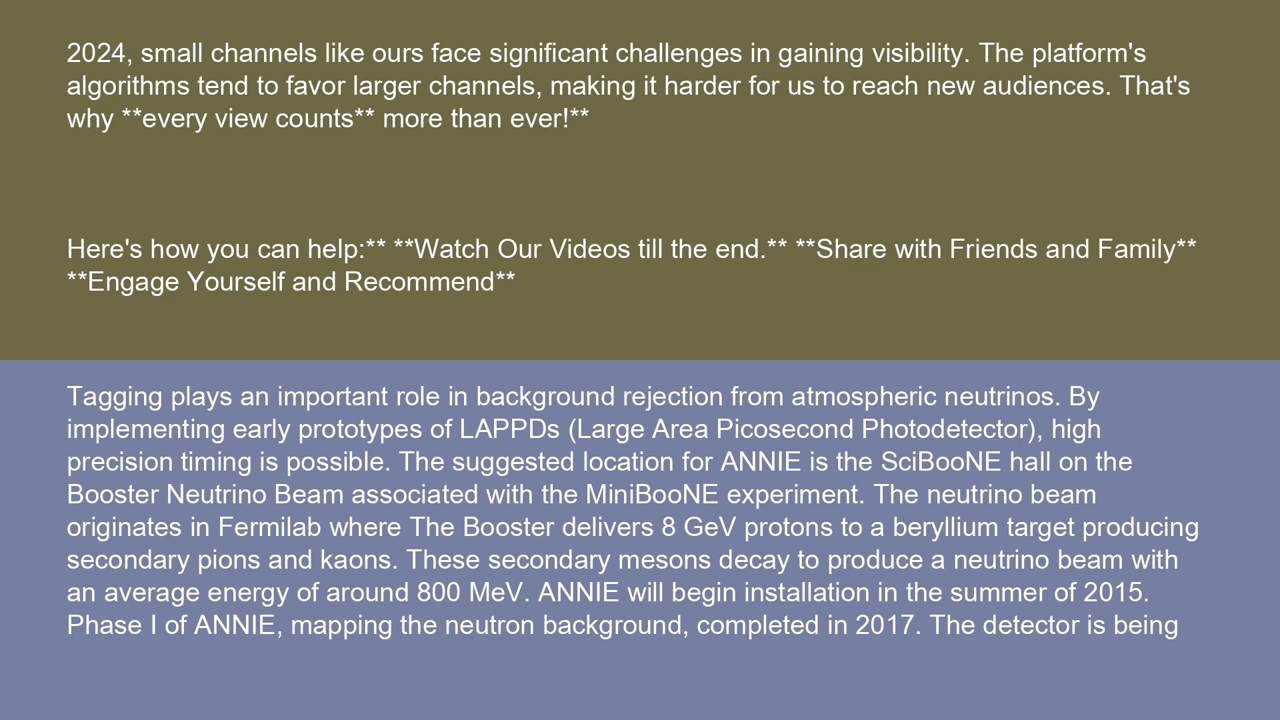 2024, small channels like ours face significant challenges in gaining visibility. The platform's
algorithms tend to favor larger channels, making it harder for us to reach new audiences. That's
why **every view counts** more than ever!**
Here's how you can help:** **Watch Our Videos till the end.** **Share with Friends and Family**
**Engage Yourself and Recommend**
Tagging plays an important role in background rejection from atmospheric neutrinos. By
implementing early prototypes of LAPPDs (Large Area Picosecond Photodetector), high
precision timing is possible. The suggested location for ANNIE is the SciBooNE hall on the
Booster Neutrino Beam associated with the MiniBooNE experiment. The neutrino beam
originates in Fermilab where The Booster delivers 8 GeV protons to a beryllium target producing
secondary pions and kaons. These secondary mesons decay to produce a neutrino beam with
an average energy of around 800 MeV. ANNIE will begin installation in the summer of 2015.
Phase I of ANNIE, mapping the neutron background, completed in 2017. The detector is being